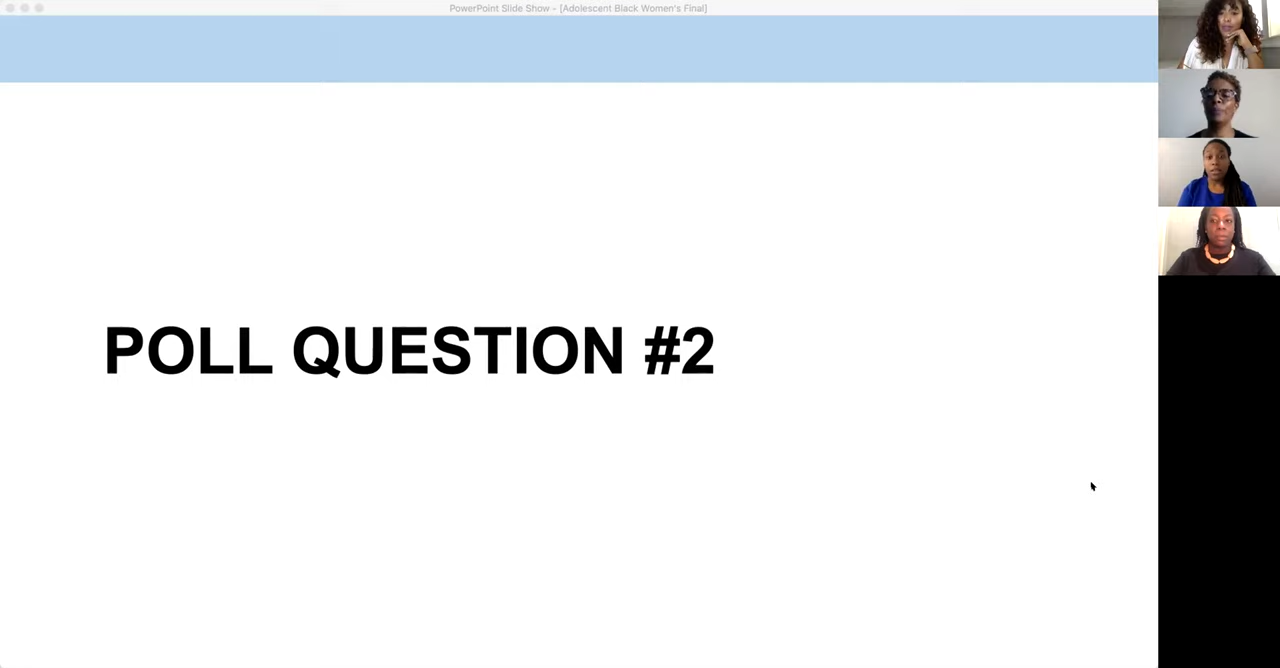 PowerPoint Slide Show - [Adolescent Black Women's Final]
POLL QUESTION #2